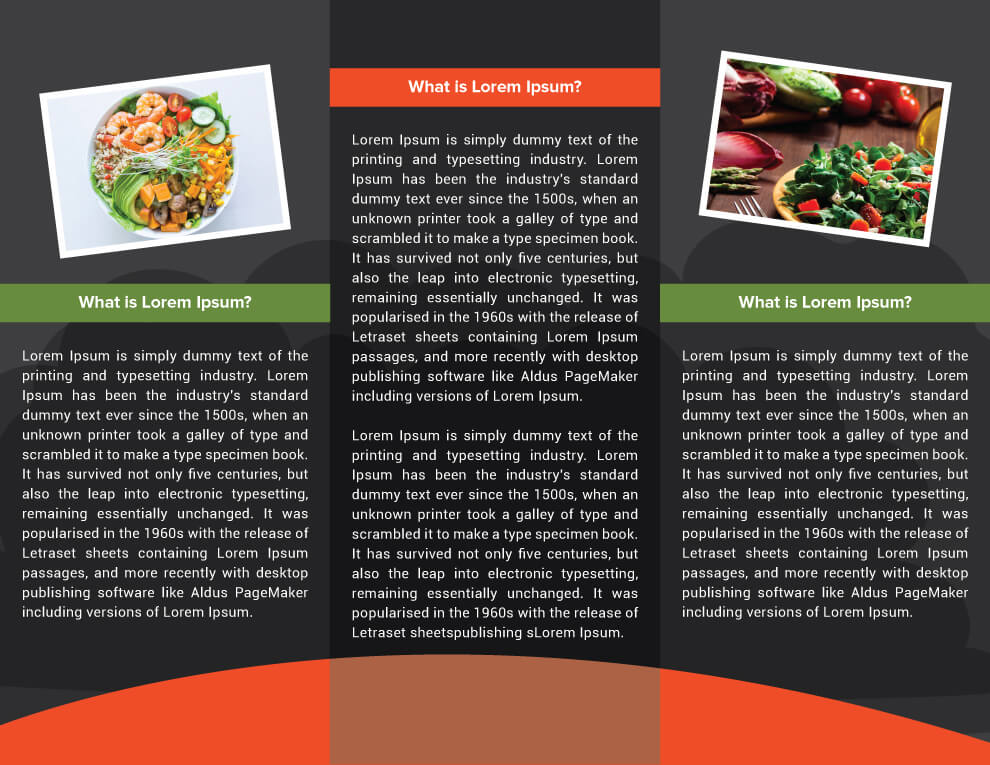 What is Lorem Ipsum?
Lorem Ipsum is simply dummy text of the
printing and typesetting industry. Lorem
Ipsum has been the industry's standard
dummy text ever since the 1500s, when an
unknown printer took a galley of type and
scrambled it to make a type specimen book.
It has survived not only five centuries, but
also the leap into electronic typesetting,
remaining essentially unchanged. It was
popularised in the 1960s with the release of
Letraset sheets containing Lorem Ipsum
passages, and more recently with desktop
publishing software like Aldus PageMaker
including versions of Lorem Ipsum.
What is Lorem Ipsum?
Lorem Ipsum is simply dummy text of the
printing and typesetting industry. Lorem
Ipsum has been the industry's standard
dummy text ever since the 1500s, when an
unknown printer took a galley of type and
scrambled it to make a type specimen book.
It has survived not only five centuries, but
also the leap into electronic typesetting,
remaining essentially unchanged. It was
popularised in the 1960s with the release of
Letraset sheets containing Lorem Ipsum
passages, and more recently with desktop
publishing software like Aldus PageMaker
including versions of Lorem Ipsum.
Lorem Ipsum is simply dummy text of the
printing and typesetting industry. Lorem
Ipsum has been the industry's standard
dummy text ever since the 1500s, when an
unknown printer took a galley of type and
scrambled it to make a type specimen book.
It has survived not only five centuries, but
also the leap into electronic typesetting,
remaining essentially unchanged. It was
popularised in the 1960s with the release of
Letraset sheetspublishing sLorem Ipsum.
What is Lorem Ipsum?
Lorem Ipsum is simply dummy text of the
printing and typesetting industry. Lorem
Ipsum has been the industry's standard
dummy text ever since the 1500s, when an
unknown printer took a galley of type and
scrambled it to make a type specimen book.
It has survived not only five centuries, but
also the leap into electronic typesetting,
remaining essentially unchanged. It was
popularised in the 1960s with the release of
Letraset sheets containing Lorem Ipsum
passages, and more recently with desktop
publishing software like Aldus PageMaker
including versions of Lorem Ipsum.